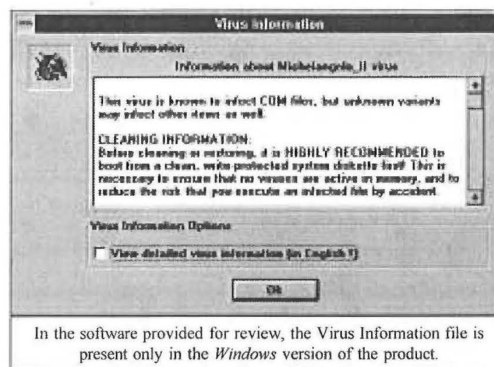 Virus Information
Virus Information
Information about Michelangelo_II virus
This virus is known to infect COM files, but unknown variants
may infect other items as well.
CLEANING INFORMATION:
Before cleaning or restoring, it is HIGHLY RECOMMENDED to
boot from a clean, write-protected system diskette first! This is
necessary to ensure that no viruses are active in memory, and to
reduce the risk that you execute an infected file by accident.
Virus Information Options
View detailed virus information (in English!)
Ok
In the software provided for review, the Virus Information file is
present only in the Windows version of the product.